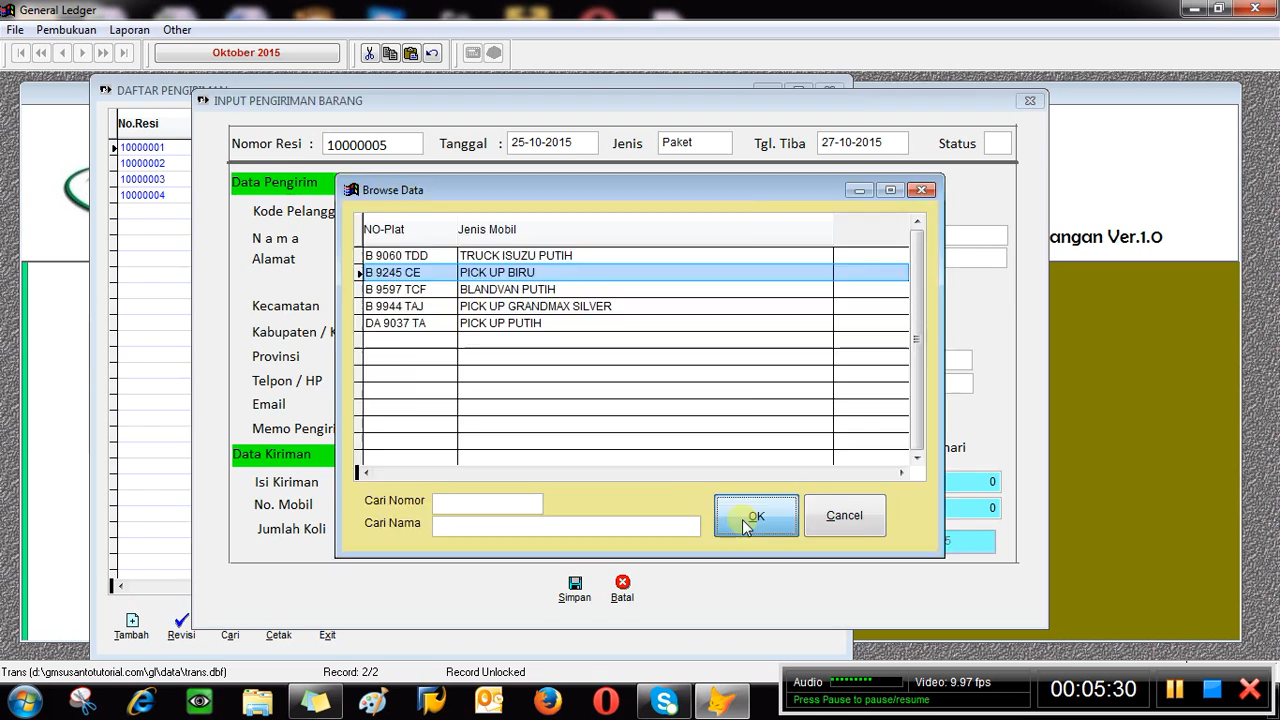 General Ledger
File Pembukuan Laporan Other
Oktober 2015
DAFTAR PENGIRIMAN
INPUT PENGIRIMAN BARANG
No.Resi
10000001
10000002
10000003
10000004
Nomor Resi : 10000005 Tanggal : 25-10-2015 Jenis Paket Tgl. Tiba 27-10-2015 Status
Data Pengirim
Kode Pelangg
N a m a
Alamat
Kecamatan
Kabupaten / K
Provinsi
Telpon / HP
Email
Memo Pengiri
Data Kiriman
Isi Kiriman
No. Mobil
Jumlah Koli
Browse Data
NO-Plat Jenis Mobil
B 9060 TDD TRUCK ISUZU PUTIH
B 9245 CE PICK UP BIRU
B 9597 TCF BLANDVAN PUTIH
B 9944 TAJ PICK UP GRANDMAX SILVER
DA 9037 TA PICK UP PUTIH
Cari Nomor
Cari Nama
OK Cancel
angan Ver.1.0
hari
0
0
5
Simpan Batal
Tambah Revisi Cari Cetak Exit
Trans (d:\gmsusantotutorial.com\gl\data\trans.dbf) Record: 2/2 Record Unlocked
Audio Video: 9.97 fps
Press Pause to pause/resume
00:05:30